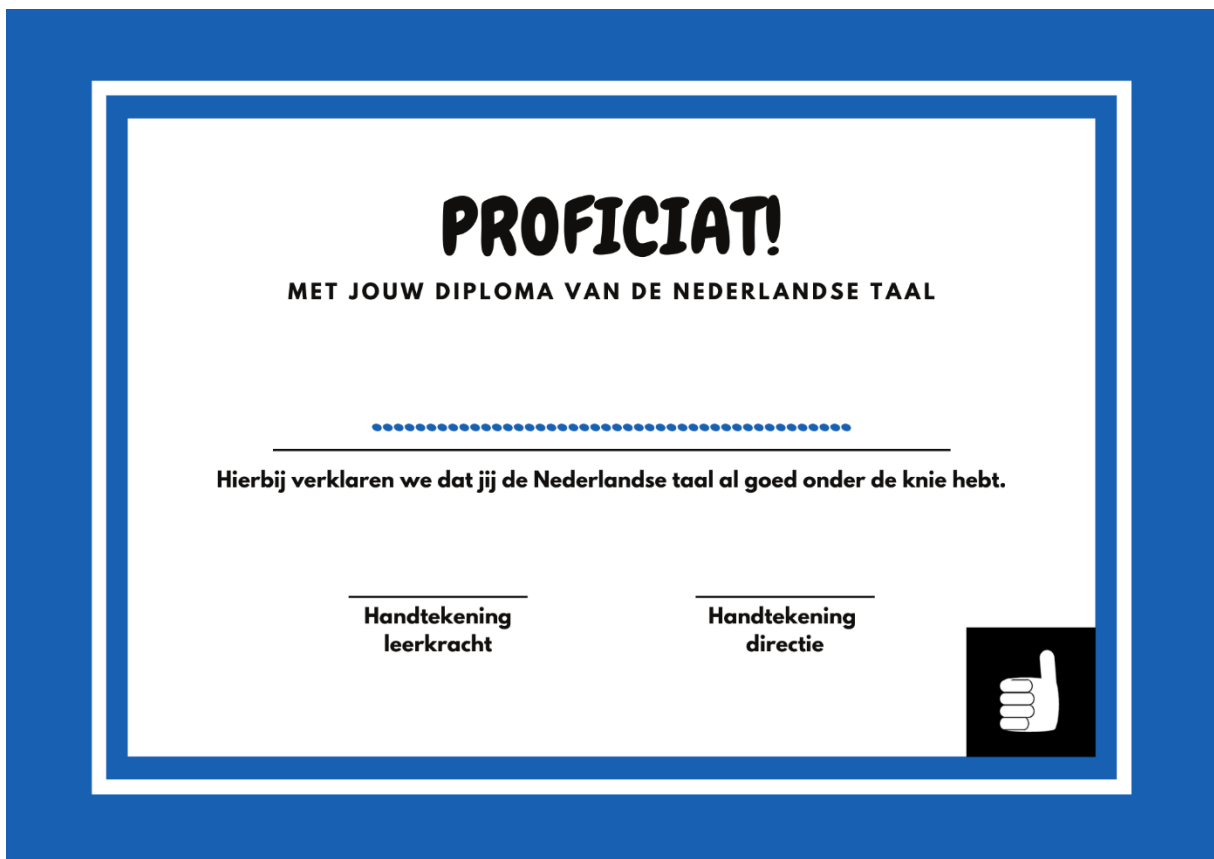 PROFICIAT!
MET JOUW DIPLOMA VAN DE NEDERLANDSE TAAL
Hierbij verklaren we dat jij de Nederlandse taal al goed onder de knie hebt.
Handtekening
leerkracht
Handtekening
directie